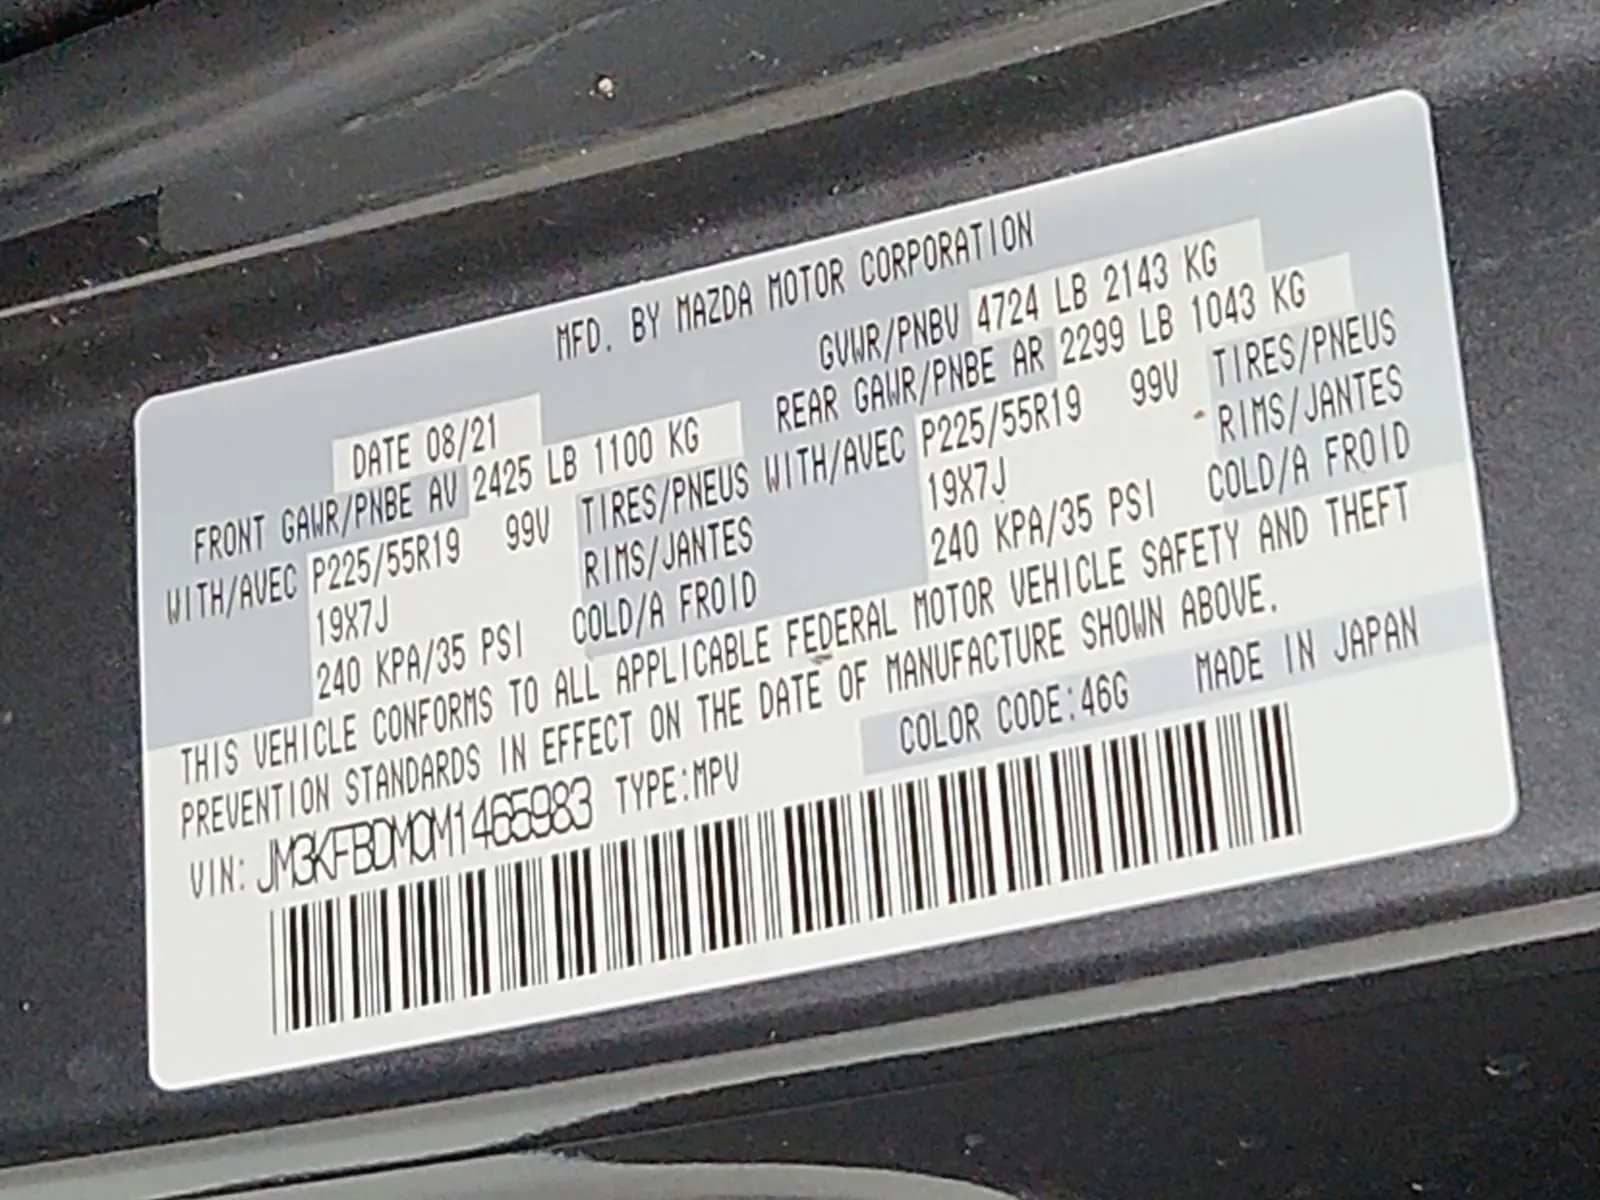 MFD. BY MAZDA MOTOR CORPORATION
DATE 08/21 GVWR/PNBV 4724 LB 2143 KG
FRONT GAWR/PNBE AV 2425 LB 1100 KG REAR GAWR/PNBE AR 2299 LB 1043 KG
WITH/AVEC P225/55R19 99V TIRES/PNEUS WITH/AVEC P225/55R19 99V TIRES/PNEUS
19X7J RIMS/JANTES 19X7J RIMS/JANTES
240 KPA/35 PSI COLD/A FROID 240 KPA/35 PSI COLD/A FROID
THIS VEHICLE CONFORMS TO ALL APPLICABLE FEDERAL MOTOR VEHICLE SAFETY AND THEFT
PREVENTION STANDARDS IN EFFECT ON THE DATE OF MANUFACTURE SHOWN ABOVE.
VIN: JM3KFBDM0M1465983 TYPE:MPV COLOR CODE:46G MADE IN JAPAN